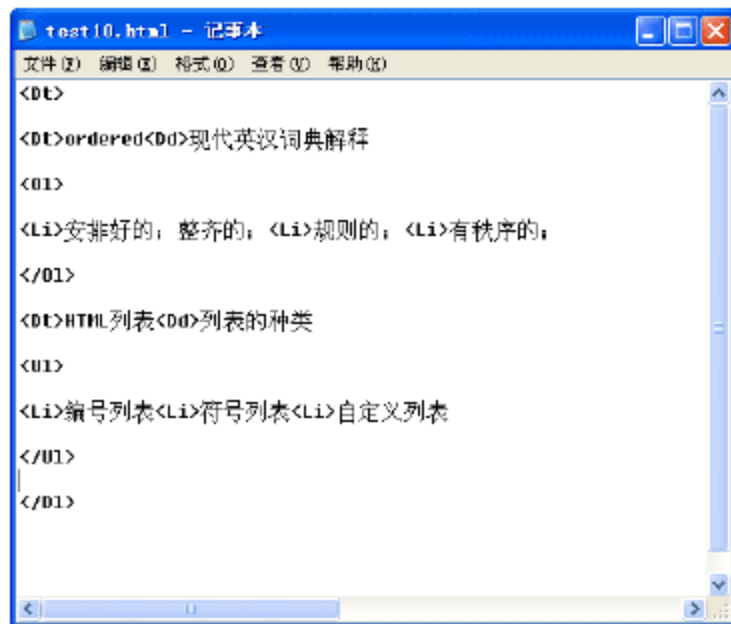 test10.html - 记事本
文件(F) 编辑(E) 格式(O) 查看(V) 帮助(H)
<Dt>
<Dt>ordered<Dd>现代英汉词典解释
<Ol>
<Li>安排好的；整齐的；<Li>规则的；<Li>有秩序的；
</Ol>
<Dt>HTML列表<Dd>列表的种类
<Ul>
<Li>编号列表<Li>符号列表<Li>自定义列表
</Ul>
</Dl>